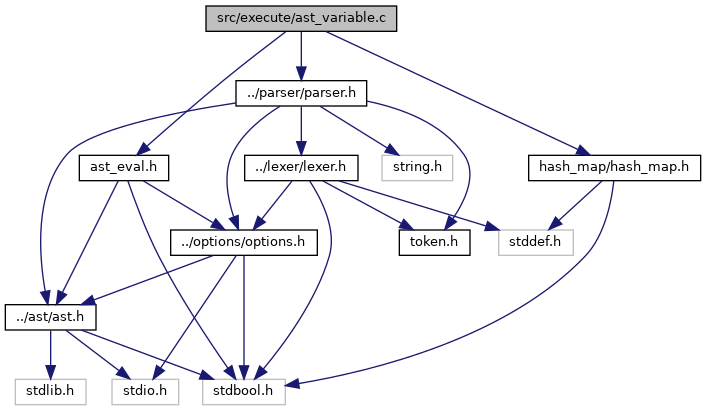 src/execute/ast_variable.c
../parser/parser.h
ast_eval.h
../lexer/lexer.h
string.h
hash_map/hash_map.h
../options/options.h
token.h
stddef.h
../ast/ast.h
stdlib.h
stdio.h
stdbool.h